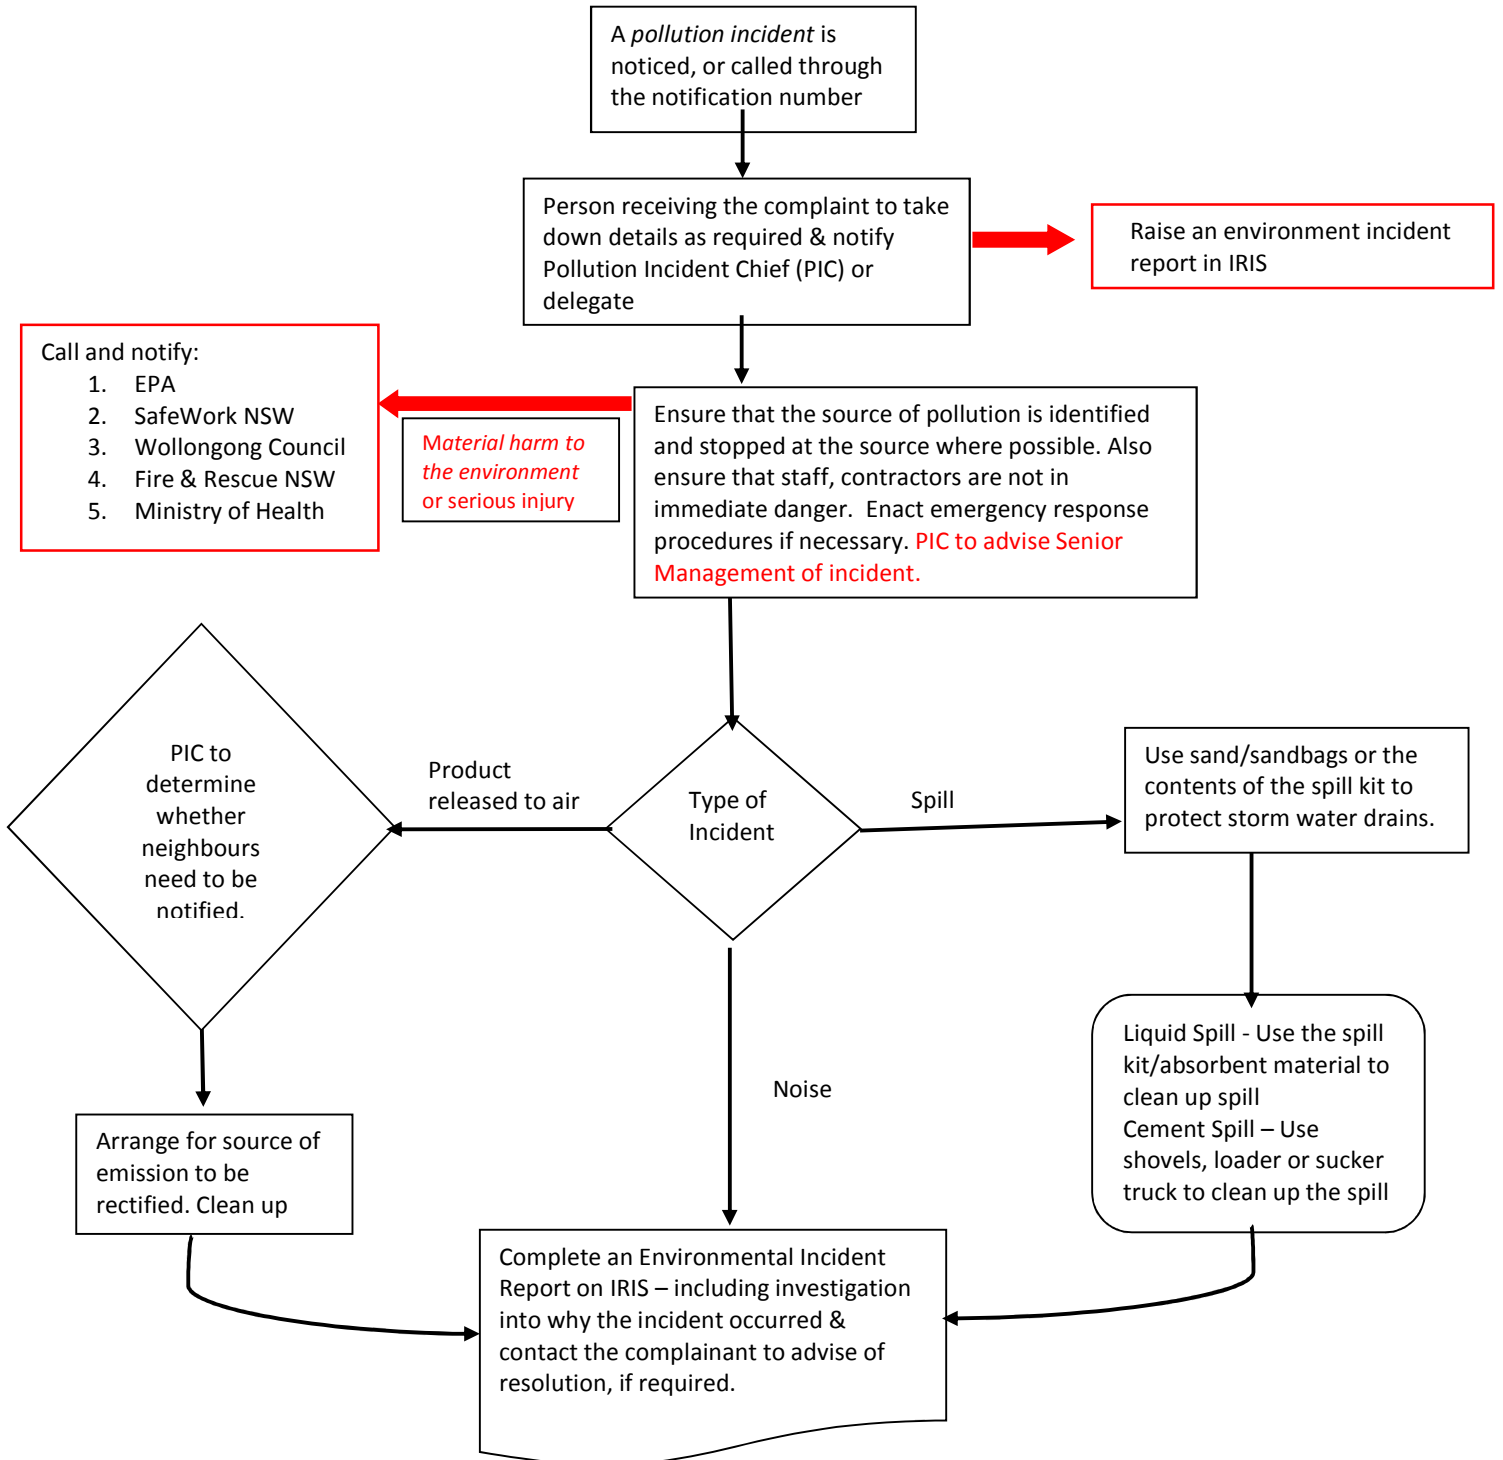 A pollution incident is
noticed, or called through
the notification number
Person receiving the complaint to take
down details as required & notify
Pollution Incident Chief (PIC) or
delegate
Raise an environment incident
report in IRIS
Call and notify:
1. EPA
2. SafeWork NSW
3. Wollongong Council
4. Fire & Rescue NSW
5. Ministry of Health
Material harm to
the environment
or serious injury
Ensure that the source of pollution is identified
and stopped at the source where possible. Also
ensure that staff, contractors are not in
immediate danger. Enact emergency response
procedures if necessary. PIC to advise Senior
Management of incident.
PIC to
determine
whether
neighbours
need to be
notified.
Product
released to air
Type of
Incident
Spill
Use sand/sandbags or the
contents of the spill kit to
protect storm water drains.
Noise
Liquid Spill - Use the spill
kit/absorbent material to
clean up spill
Cement Spill – Use
shovels, loader or sucker
truck to clean up the spill
Arrange for source of
emission to be
rectified. Clean up
Complete an Environmental Incident
Report on IRIS – including investigation
into why the incident occurred &
contact the complainant to advise of
resolution, if required.